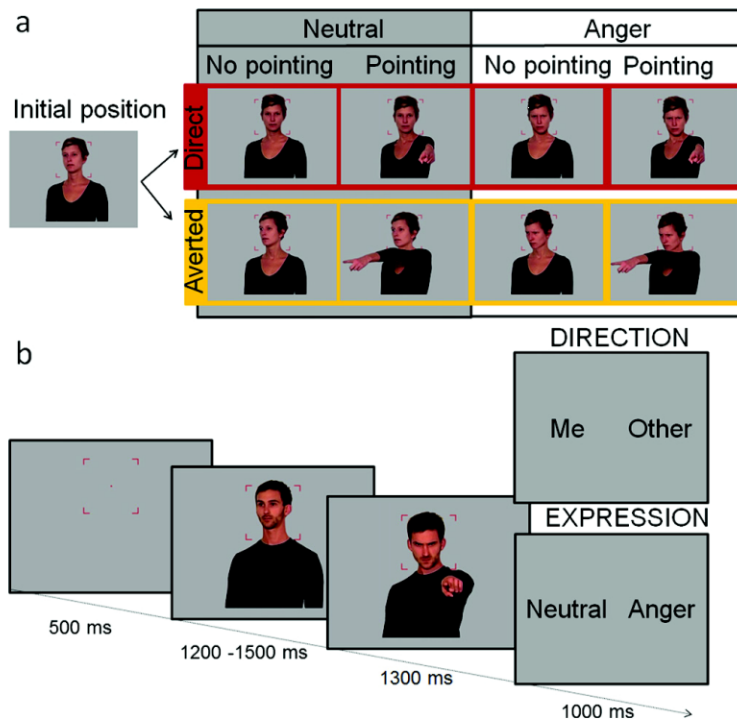 a
Neutral Anger
No pointing Pointing No pointing Pointing
Initial position
Direct
Averted
b
DIRECTION
Me Other
EXPRESSION
Neutral Anger
500 ms
1200 -1500 ms
1300 ms
1000 ms